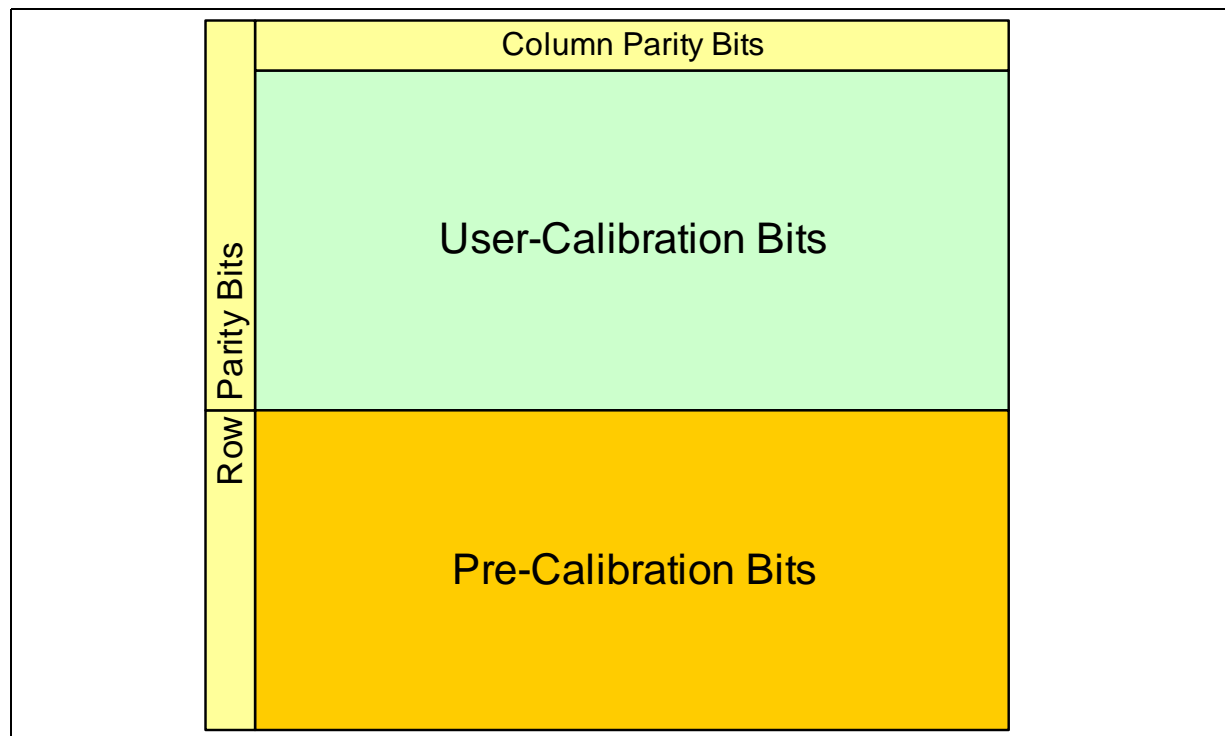 Column Parity Bits
User-Calibration Bits
Row Parity Bits
Pre-Calibration Bits